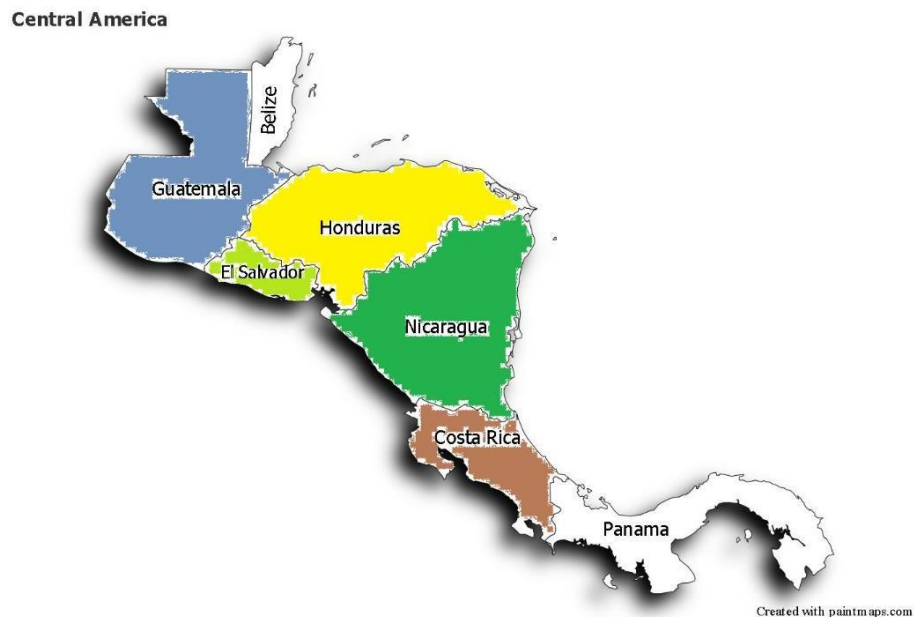 Central America
Belize
Guatemala
Honduras
El Salvador
Nicaragua
Costa Rica
Panama
Created with paintmaps.com